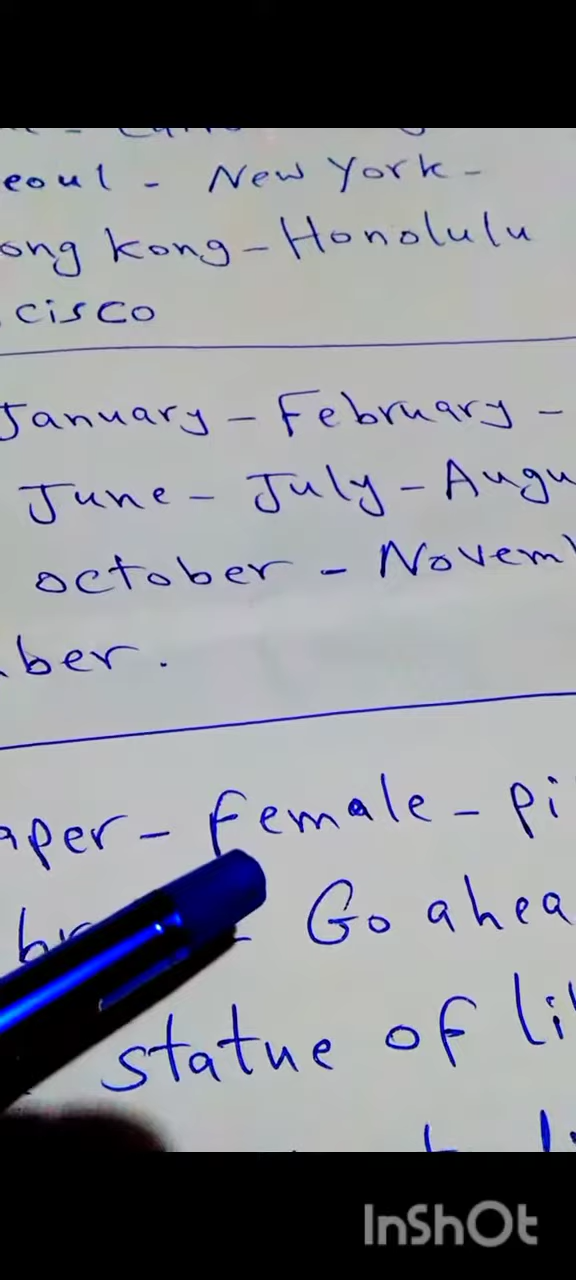 eoul - New York -
ong kong - Honolulu
cisco
January - February -
June - July - Augu
october - Novem
ber.
aper - Female - pi
Go ahea
statue of li
InShOt